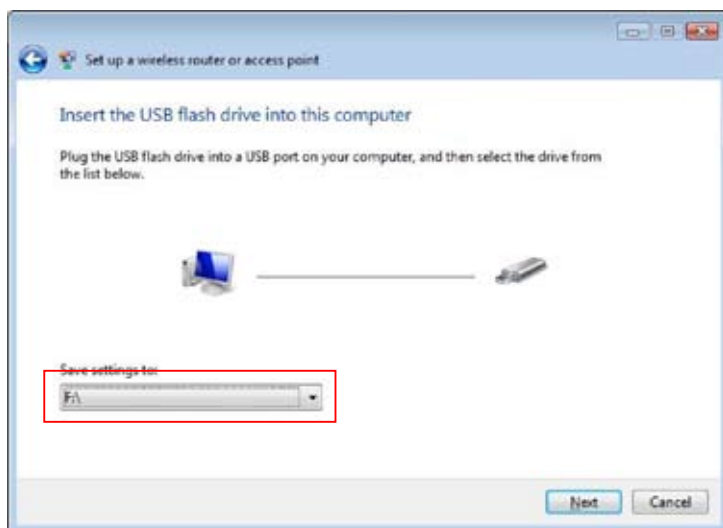 Set up a wireless router or access point
Insert the USB flash drive into this computer
Plug the USB flash drive into a USB port on your computer, and then select the drive from
the list below.
Save settings to:
F:\
Next
Cancel